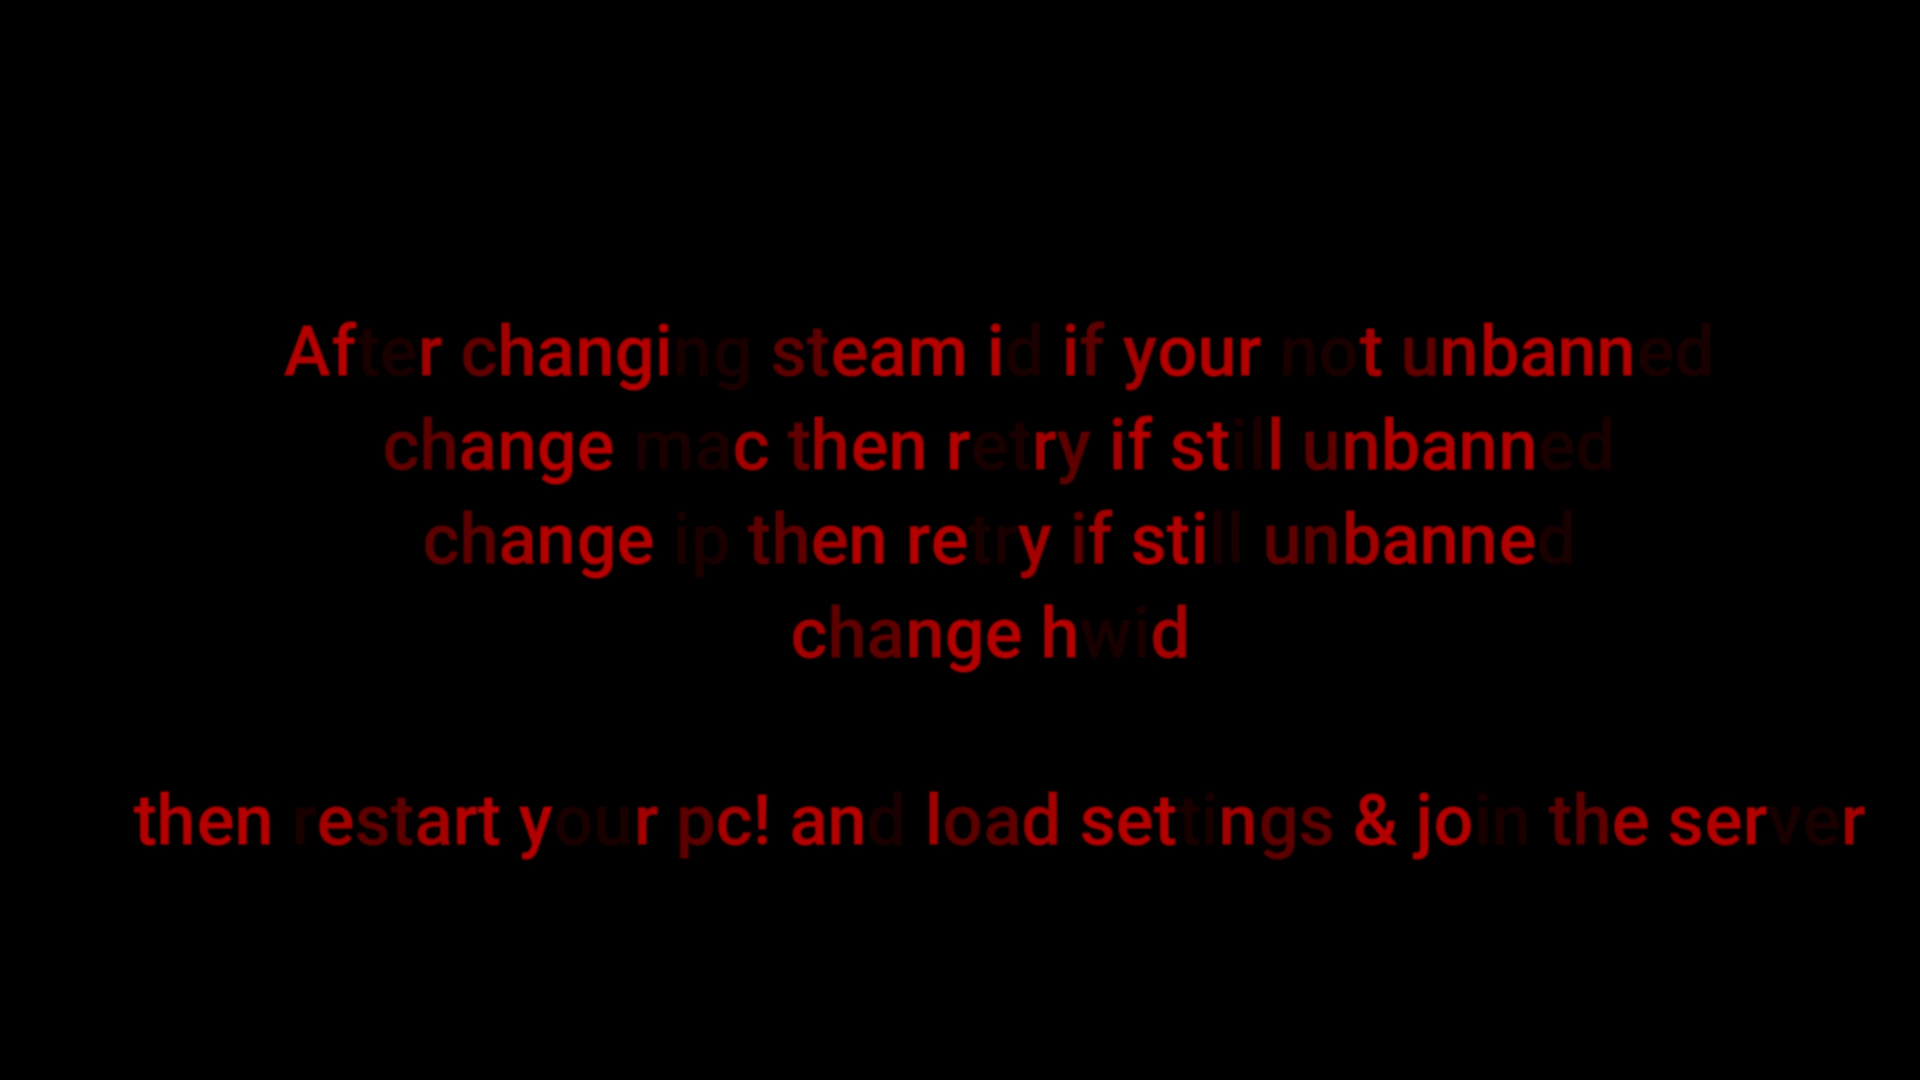 After changing steam id if your not unbanned
change mac then retry if still unbanned
change ip then retry if still unbanned
change hwid
then restart your pc! and load settings & join the server